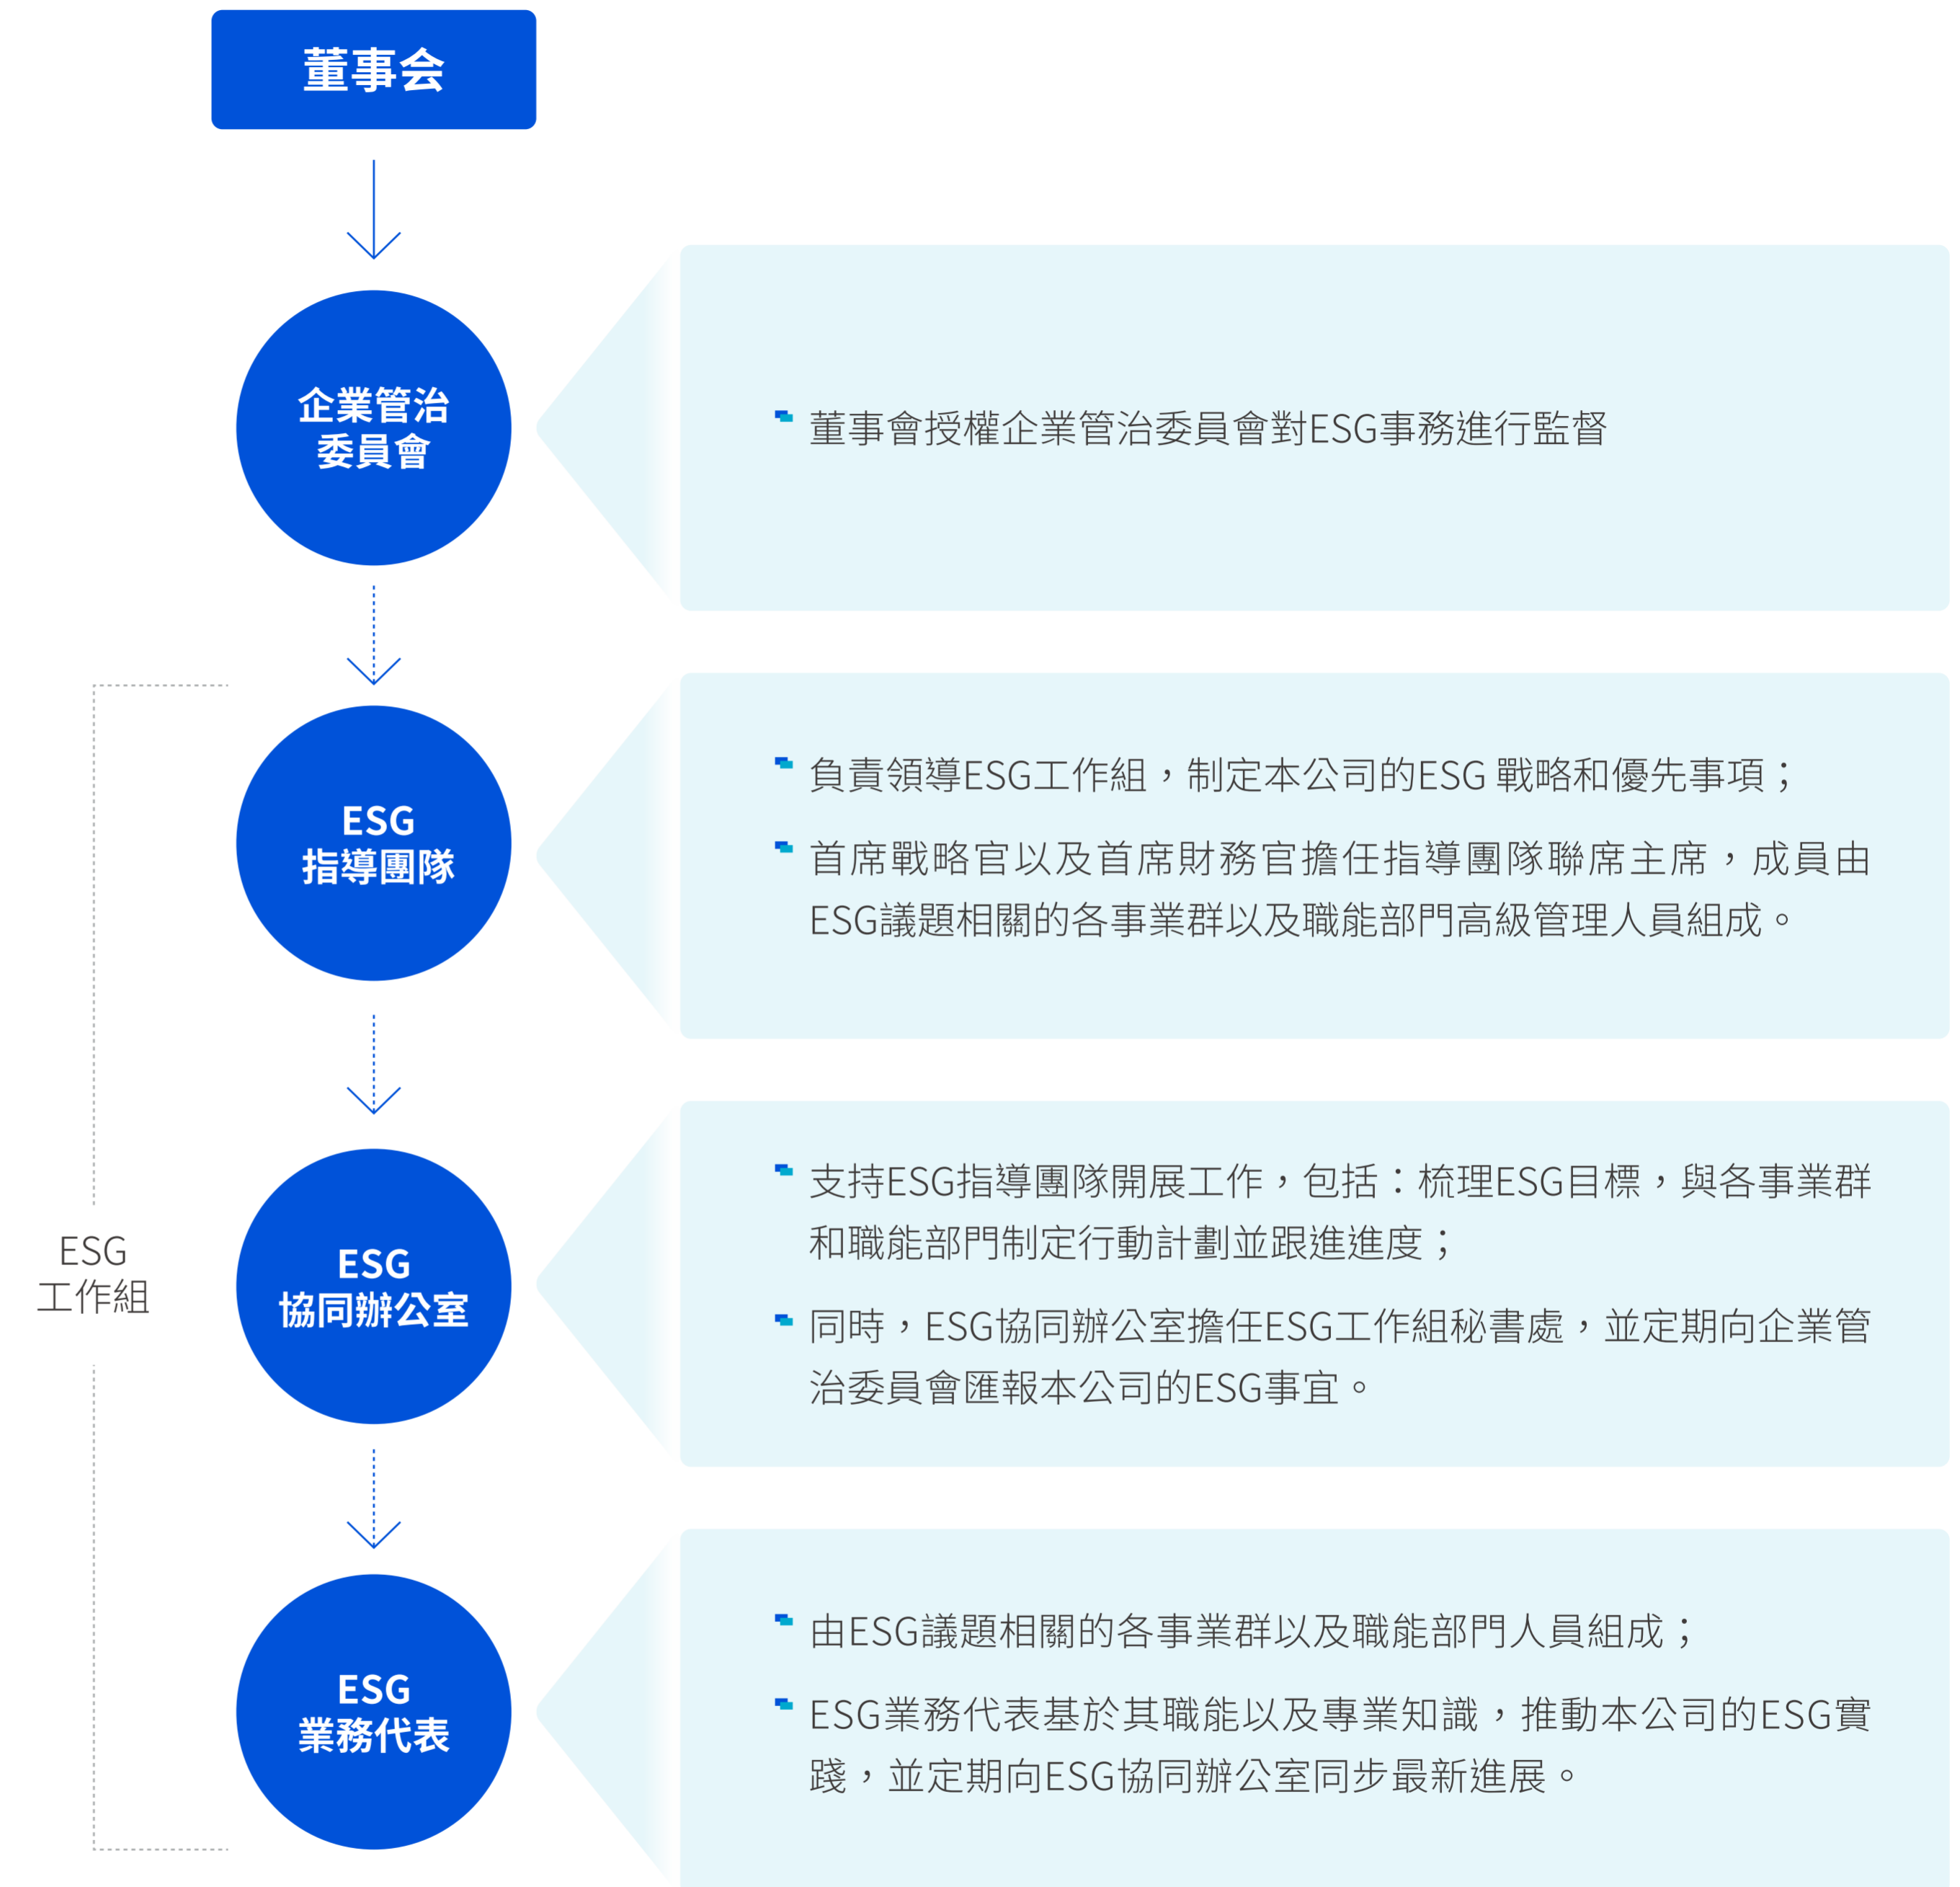 董事会
企業管治
委員會
董事會授權企業管治委員會對ESG事務進行監督
ESG
指導團隊
負責領導ESG工作組，制定本公司的ESG 戰略和優先事項；
首席戰略官以及首席財務官擔任指導團隊聯席主席，成員由
ESG議題相關的各事業群以及職能部門高級管理人員組成。
ESG
工作組
ESG
協同辦公室
支持ESG指導團隊開展工作，包括：梳理ESG目標，與各事業群
和職能部門制定行動計劃並跟進進度；
同時，ESG協同辦公室擔任ESG工作組秘書處，並定期向企業管
治委員會匯報本公司的ESG事宜。
ESG
業務代表
由ESG議題相關的各事業群以及職能部門人員組成；
ESG業務代表基於其職能以及專業知識，推動本公司的ESG實
踐，並定期向ESG協同辦公室同步最新進展。